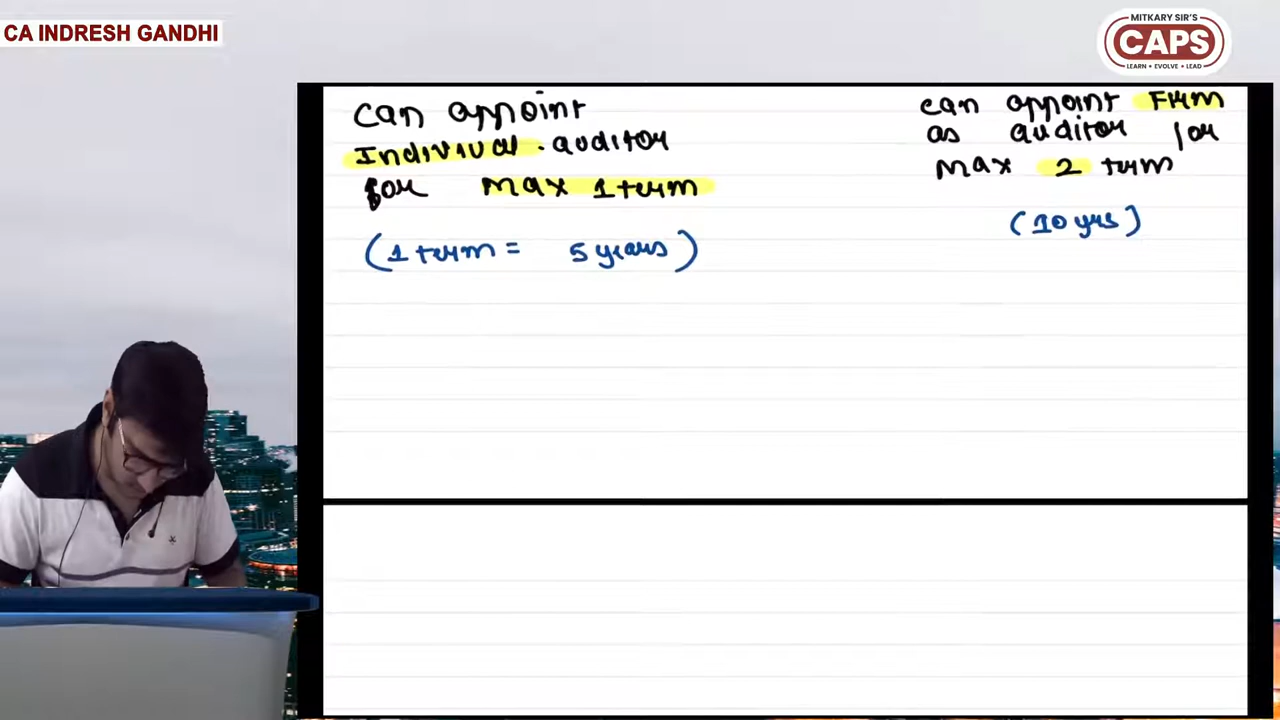 CA INDRESH GANDHI
MITKARY SIR'S
CAPS
LEARN • EVOLVE • LEAD
can appoint
Individual auditor
for max 1 term
(1 term = 5 years)
can appoint Firm
as auditor for
max 2 term
(10 yrs)